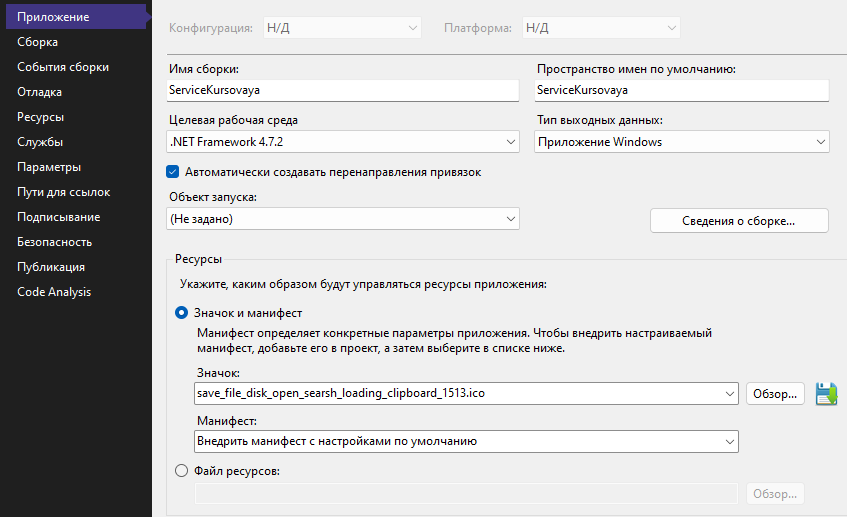 Приложение
Сборка
События сборки
Отладка
Ресурсы
Службы
Параметры
Пути для ссылок
Подписывание
Безопасность
Публикация
Code Analysis
Конфигурация: Н/Д Платформа: Н/Д
Имя сборки: Пространство имен по умолчанию:
ServiceKursovaya ServiceKursovaya
Целевая рабочая среда Тип выходных данных:
.NET Framework 4.7.2 Приложение Windows
Автоматически создавать перенаправления привязок
Объект запуска:
(Не задано) Сведения о сборке...
Ресурсы
Укажите, каким образом будут управляться ресурсы приложения:
Значок и манифест
Манифест определяет конкретные параметры приложения. Чтобы внедрить настраиваемый
манифест, добавьте его в проект, а затем выберите в списке ниже.
Значок:
save_file_disk_open_searsh_loading_clipboard_1513.ico Обзор...
Манифест:
Внедрить манифест с настройками по умолчанию
Файл ресурсов:
Обзор...